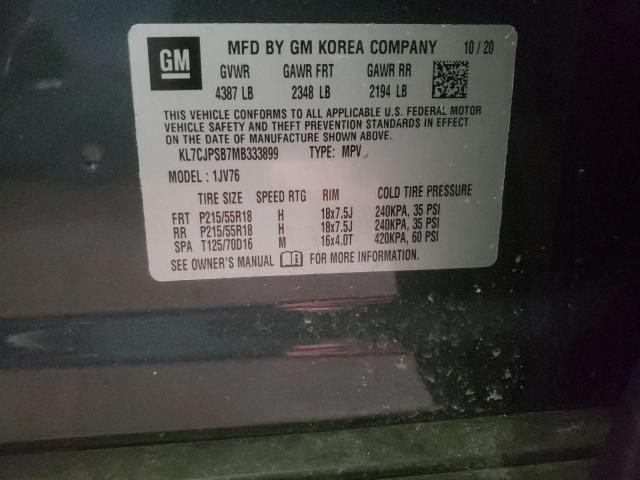 GM MFD BY GM KOREA COMPANY 10/20
GVWR GAWR FRT GAWR RR
4387 LB 2348 LB 2194 LB
THIS VEHICLE CONFORMS TO ALL APPLICABLE U.S. FEDERAL MOTOR
VEHICLE SAFETY AND THEFT PREVENTION STANDARDS IN EFFECT
ON THE DATE OF MANUFACTURE SHOWN ABOVE.
KL7CJPSB7MB333899 TYPE: MPV
MODEL : 1JV76
TIRE SIZE SPEED RTG RIM COLD TIRE PRESSURE
FRT P215/55R18 H 18x7.5J 240KPA, 35 PSI
RR P215/55R18 H 18x7.5J 240KPA, 35 PSI
SPA T125/70D16 M 16x4.0T 420KPA, 60 PSI
SEE OWNER'S MANUAL FOR MORE INFORMATION.